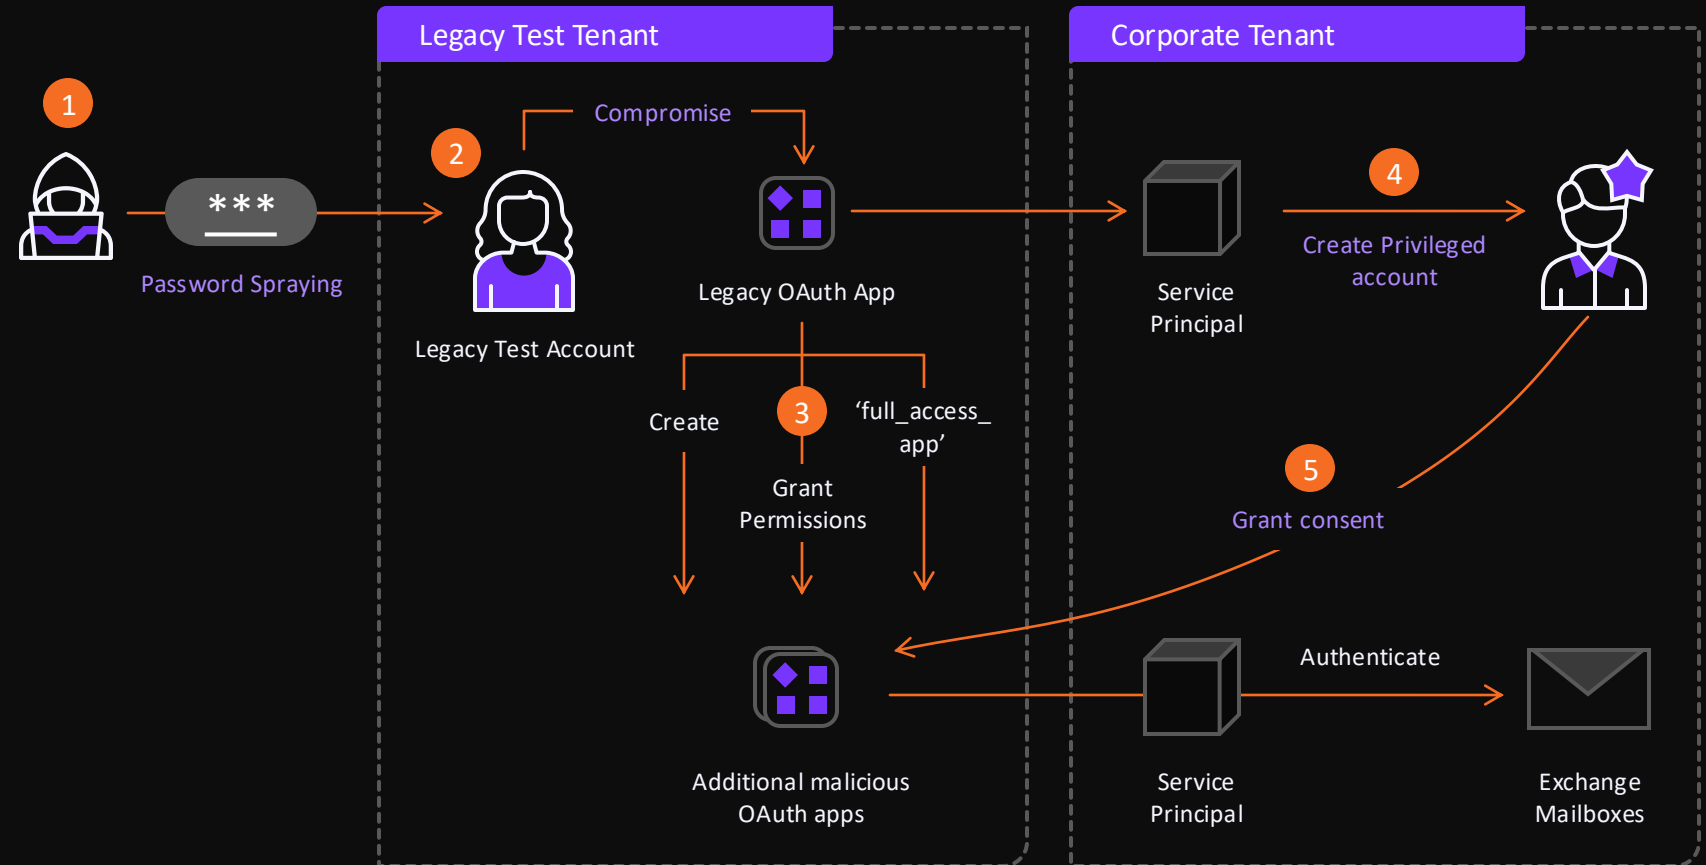 Legacy Test Tenant
Corporate Tenant
1
Compromise
2
4
***
Create Privileged
account
Password Spraying
Legacy OAuth App
Service
Principal
Legacy Test Account
Create
3
‘full_access_
app’
Grant
Permissions
5
Grant consent
Authenticate
Additional malicious
OAuth apps
Service
Principal
Exchange
Mailboxes